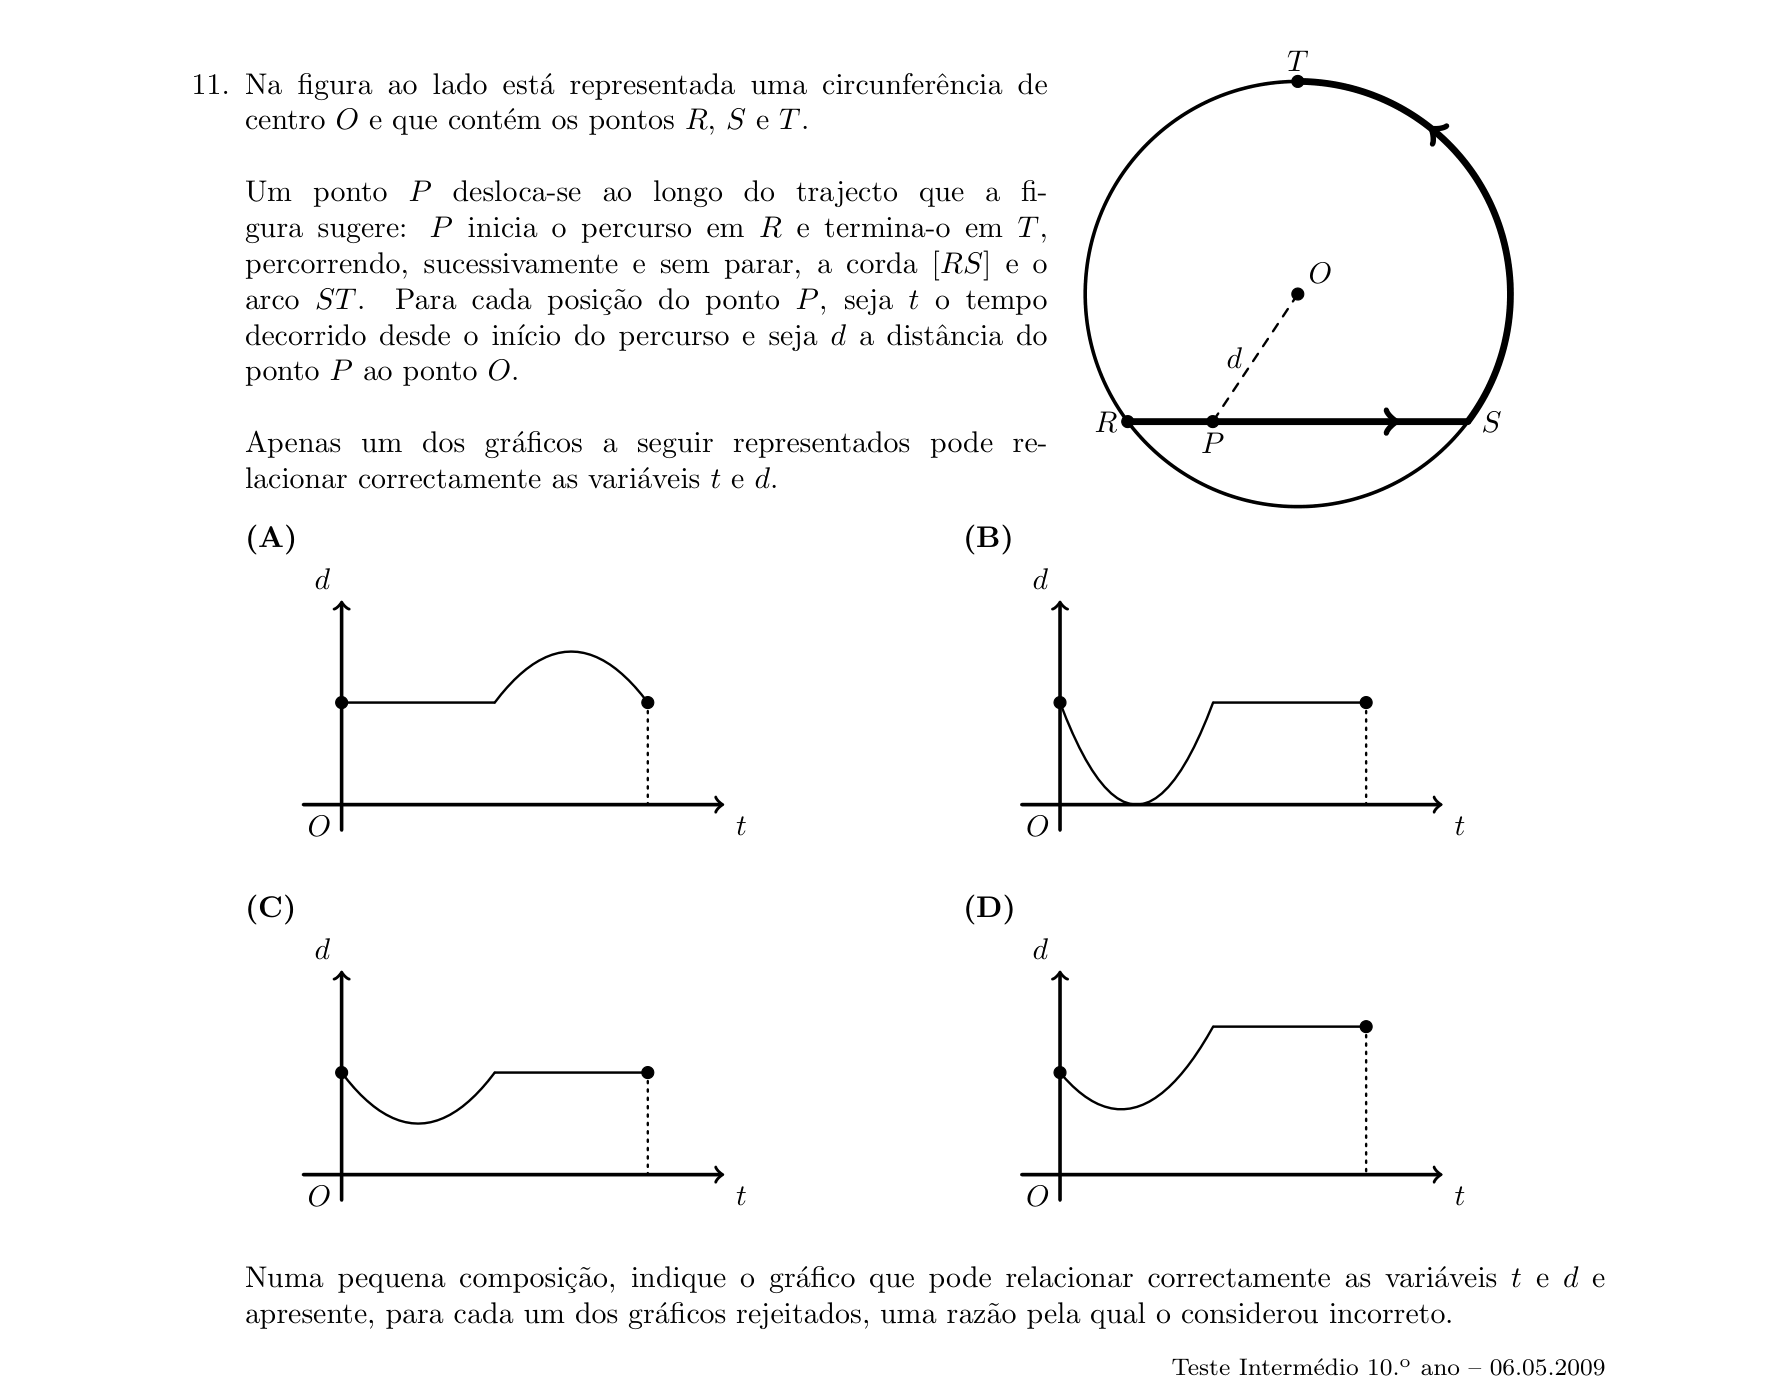 11. Na figura ao lado está representada uma circunferência de
centro O e que contém os pontos R, S e T.
Um ponto P desloca-se ao longo do trajecto que a fi-
gura sugere: P inicia o percurso em R e termina-o em T,
percorrendo, sucessivamente e sem parar, a corda [RS] e o
arco ST. Para cada posição do ponto P, seja t o tempo
decorrido desde o início do percurso e seja d a distância do
ponto P ao ponto O.
Apenas um dos gráficos a seguir representados pode re-
lacionar correctamente as variáveis t e d.
T
O
d
R
P
S
(A)
d
O
t
(B)
d
O
t
(C)
d
O
t
(D)
d
O
t
Numa pequena composição, indique o gráfico que pode relacionar correctamente as variáveis t e d e
apresente, para cada um dos gráficos rejeitados, uma razão pela qual o considerou incorreto.
Teste Intermédio 10.º ano – 06.05.2009